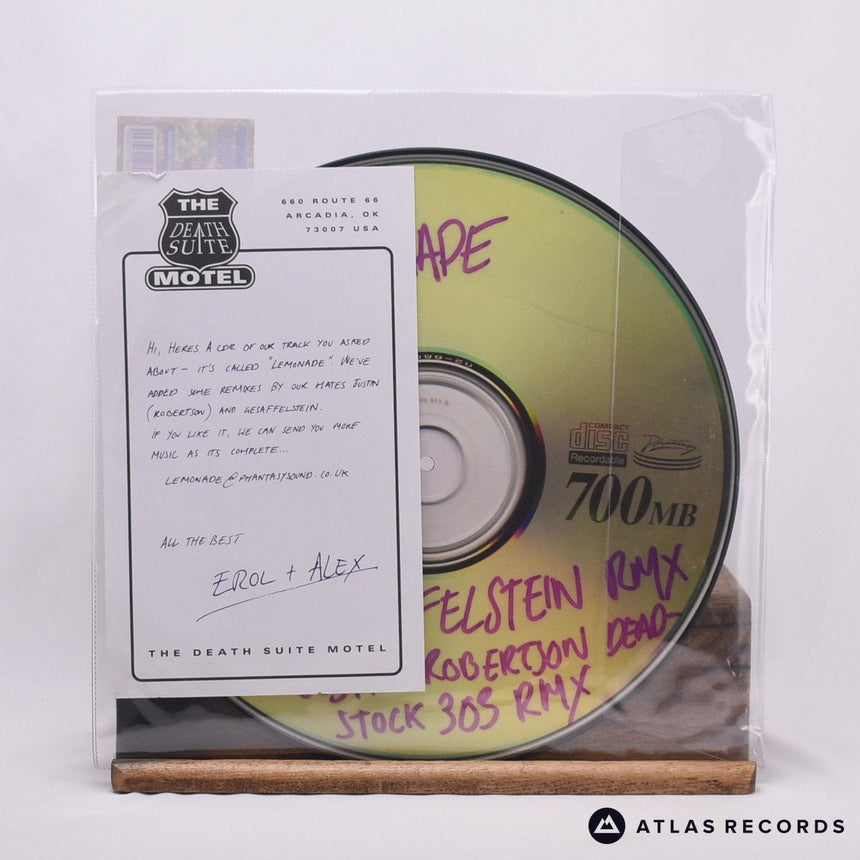 THE
DEATH
SUITE
MOTEL
660 ROUTE 66
ARCADIA, OK
73007 USA
HI, HERES A CDR OF OUR TRACK YOU ASKED
ABOUT – IT'S CALLED "LEMONADE". WE'VE
ADDED SOME REMIXES BY OUR MATES JUSTIN
(ROBERTSON) AND GESAFFELSTEIN.
IF YOU LIKE IT, WE CAN SEND YOU MORE
MUSIC AS ITS COMPLETE...
LEMONADE@PHANTASYSOUND.CO.UK
ALL THE BEST
EROL + ALEX
THE DEATH SUITE MOTEL
APE
COMPACT
disc
Recordable
Phantasy
700MB
FELSTEIN RMX
ROBERTSON DEAD-
STOCK 30S RMX
ATLAS RECORDS